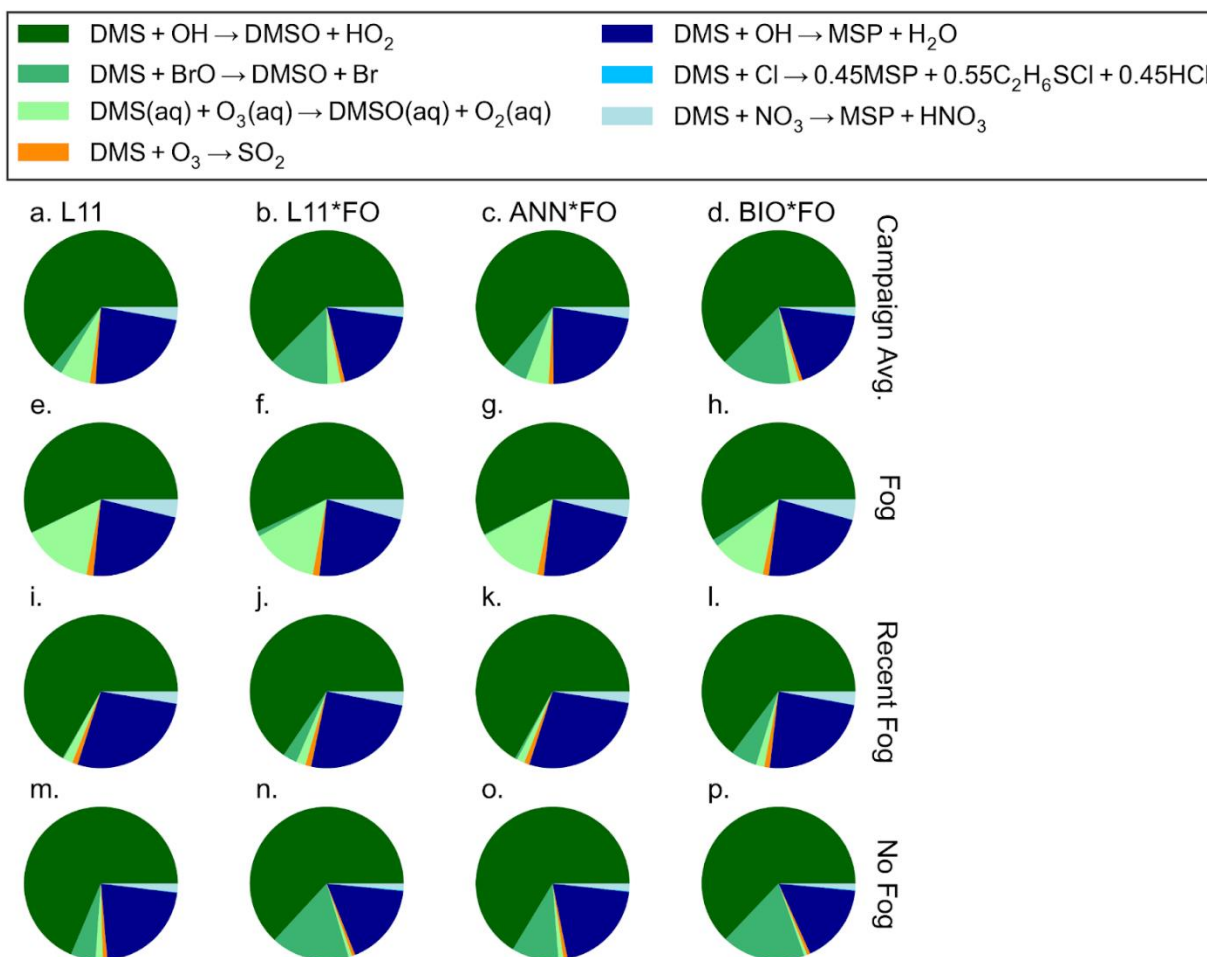 DMS + OH → DMSO + HO₂
DMS + BrO → DMSO + Br
DMS(aq) + O₃(aq) → DMSO(aq) + O₂(aq)
DMS + O₃ → SO₂
DMS + OH → MSP + H₂O
DMS + Cl → 0.45MSP + 0.55C₂H₆SCl + 0.45HCl
DMS + NO₃ → MSP + HNO₃
a. L11
b. L11*FO
c. ANN*FO
d. BIO*FO
Campaign Avg.
e.
f.
g.
h.
Fog
i.
j.
k.
l.
Recent Fog
m.
n.
o.
p.
No Fog